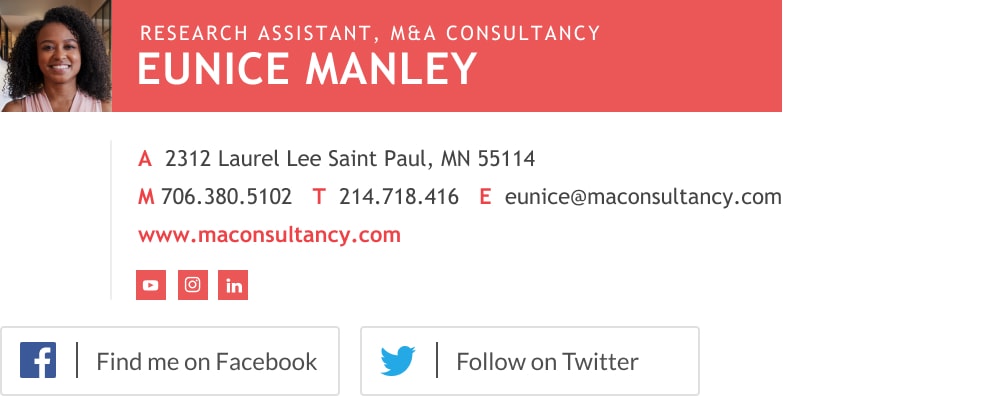 RESEARCH ASSISTANT, M&A CONSULTANCY
EUNICE MANLEY
A 2312 Laurel Lee Saint Paul, MN 55114
M 706.380.5102 T 214.718.416 E eunice@maconsultancy.com
www.maconsultancy.com
in
f Find me on Facebook
Follow on Twitter